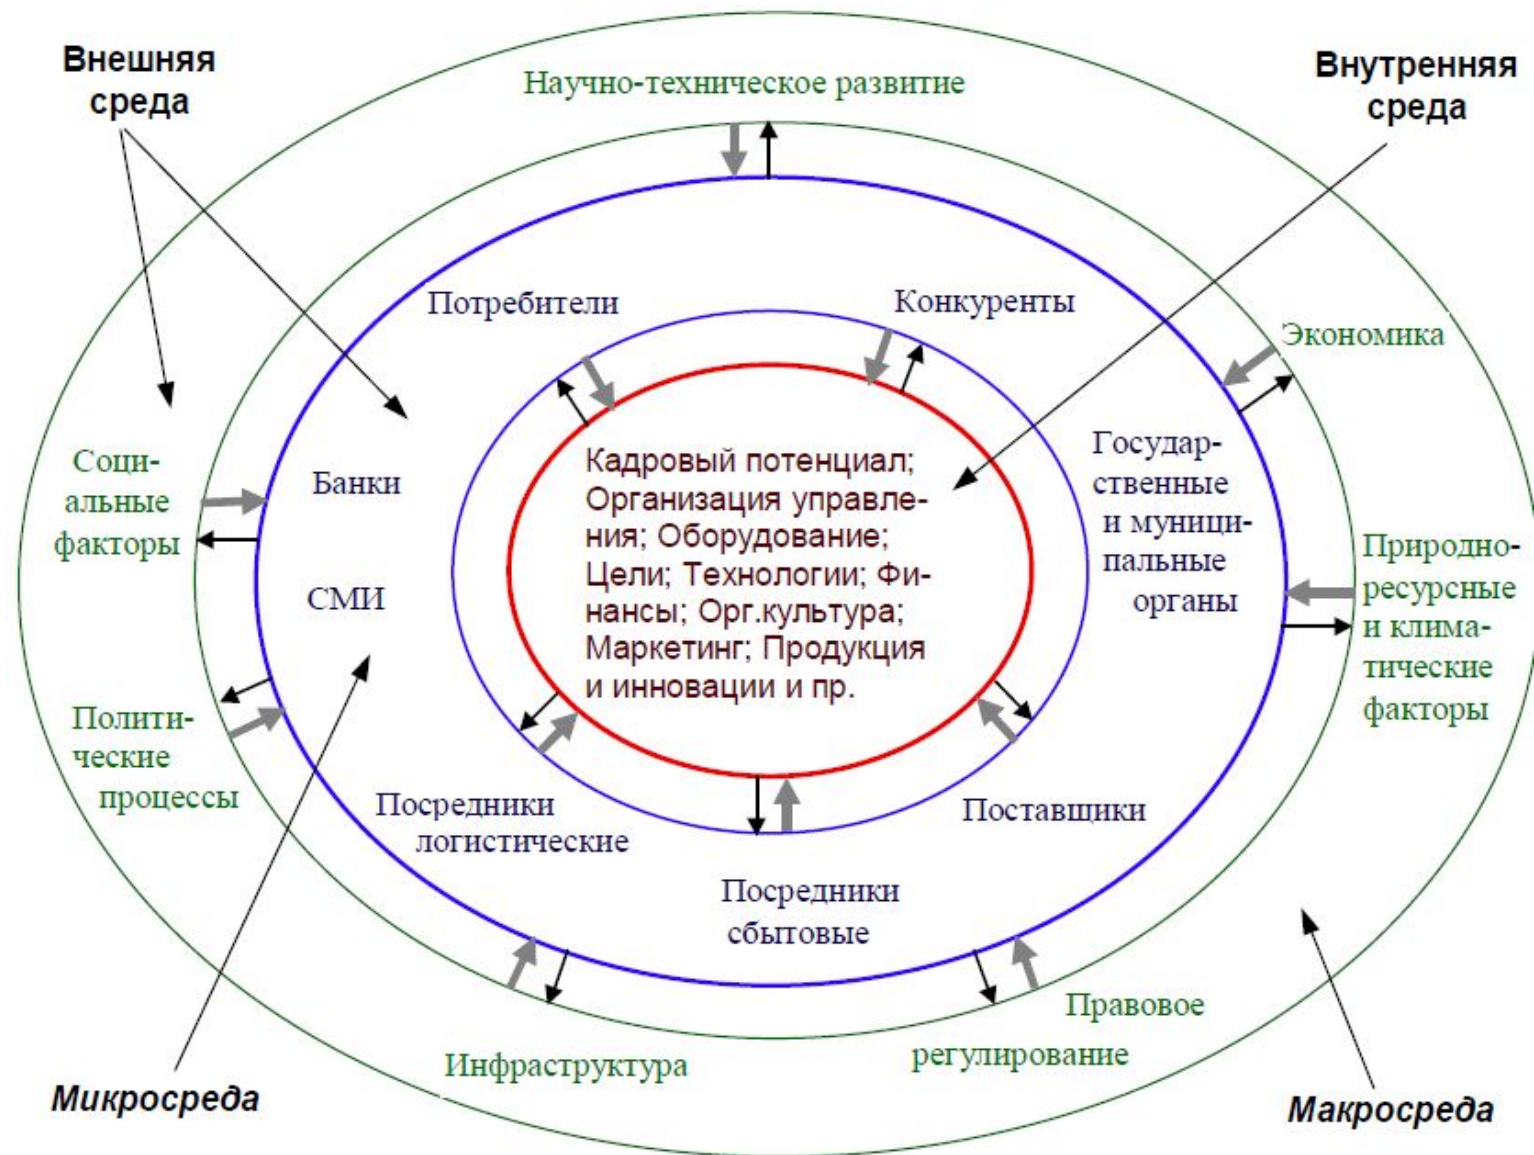 Внешняя
среда
Внутренняя
среда
Научно-техническое развитие
Потребители
Конкуренты
Экономика
Соци-
альные
факторы
Банки
СМИ
Кадровый потенциал;
Организация управле-
ния; Оборудование;
Цели; Технологии; Фи-
нансы; Орг.культура;
Маркетинг; Продукция
и инновации и пр.
Государ-
ственные
и муници-
пальные
органы
Природно-
ресурсные
и клима-
тические
факторы
Полити-
ческие
процессы
Посредники
логистические
Поставщики
Посредники
сбытовые
Инфраструктура
Правовое
регулирование
Микросреда
Макросреда